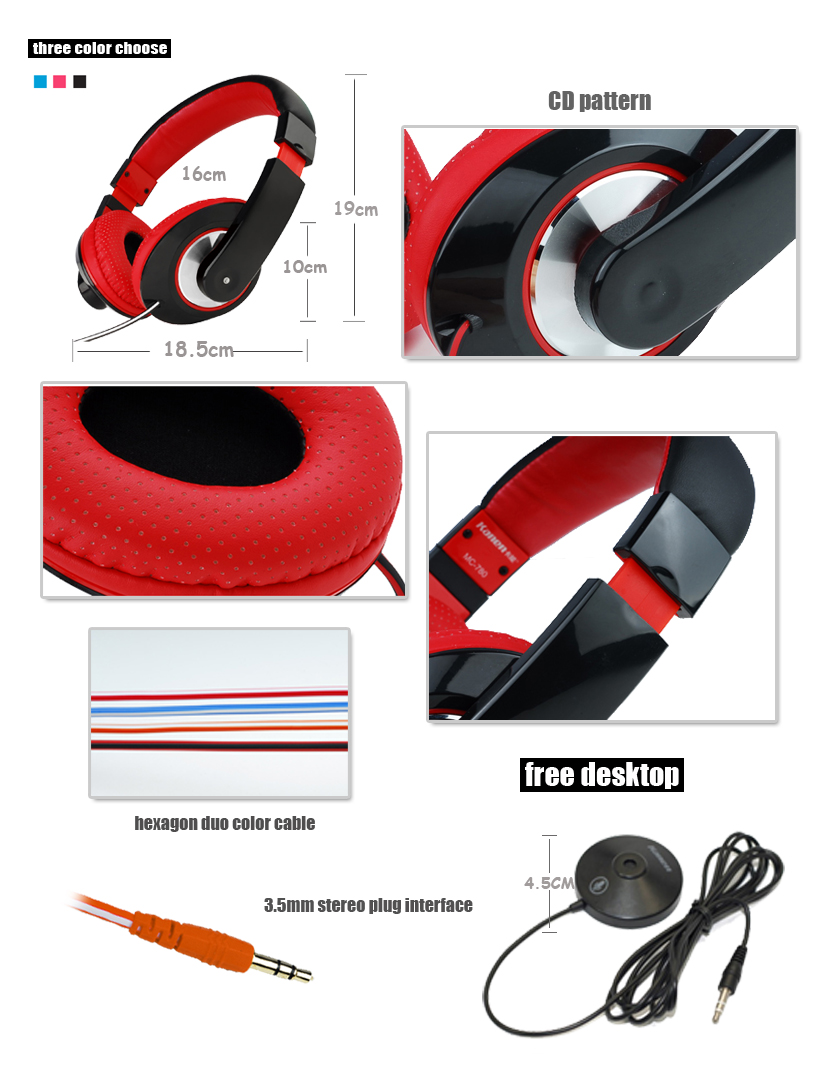 three color choose
CD pattern
16cm
19cm
10cm
18.5cm
Kanen
MC-780
hexagon duo color cable
free desktop
4.5CM
3.5mm stereo plug interface